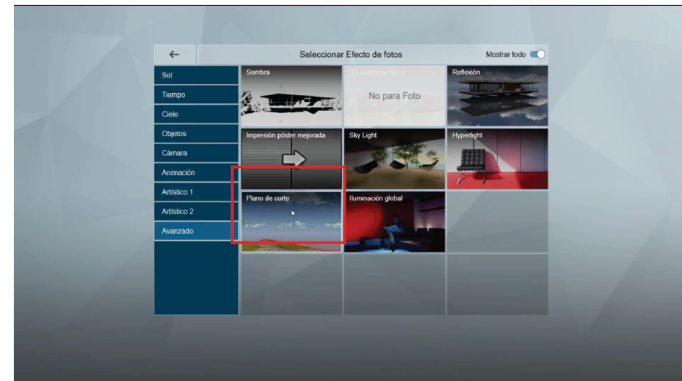 Seleccionar Efecto de fotos
Mostrar todo
Sol
Tiempo
Cielo
Objetos
Cámara
Animación
Artístico 1
Artístico 2
Avanzado
Sombra
No para Foto
Reflexión
Impresión póster mejorada
Sky Light
Hyperlight
Plano de corte
Iluminación global